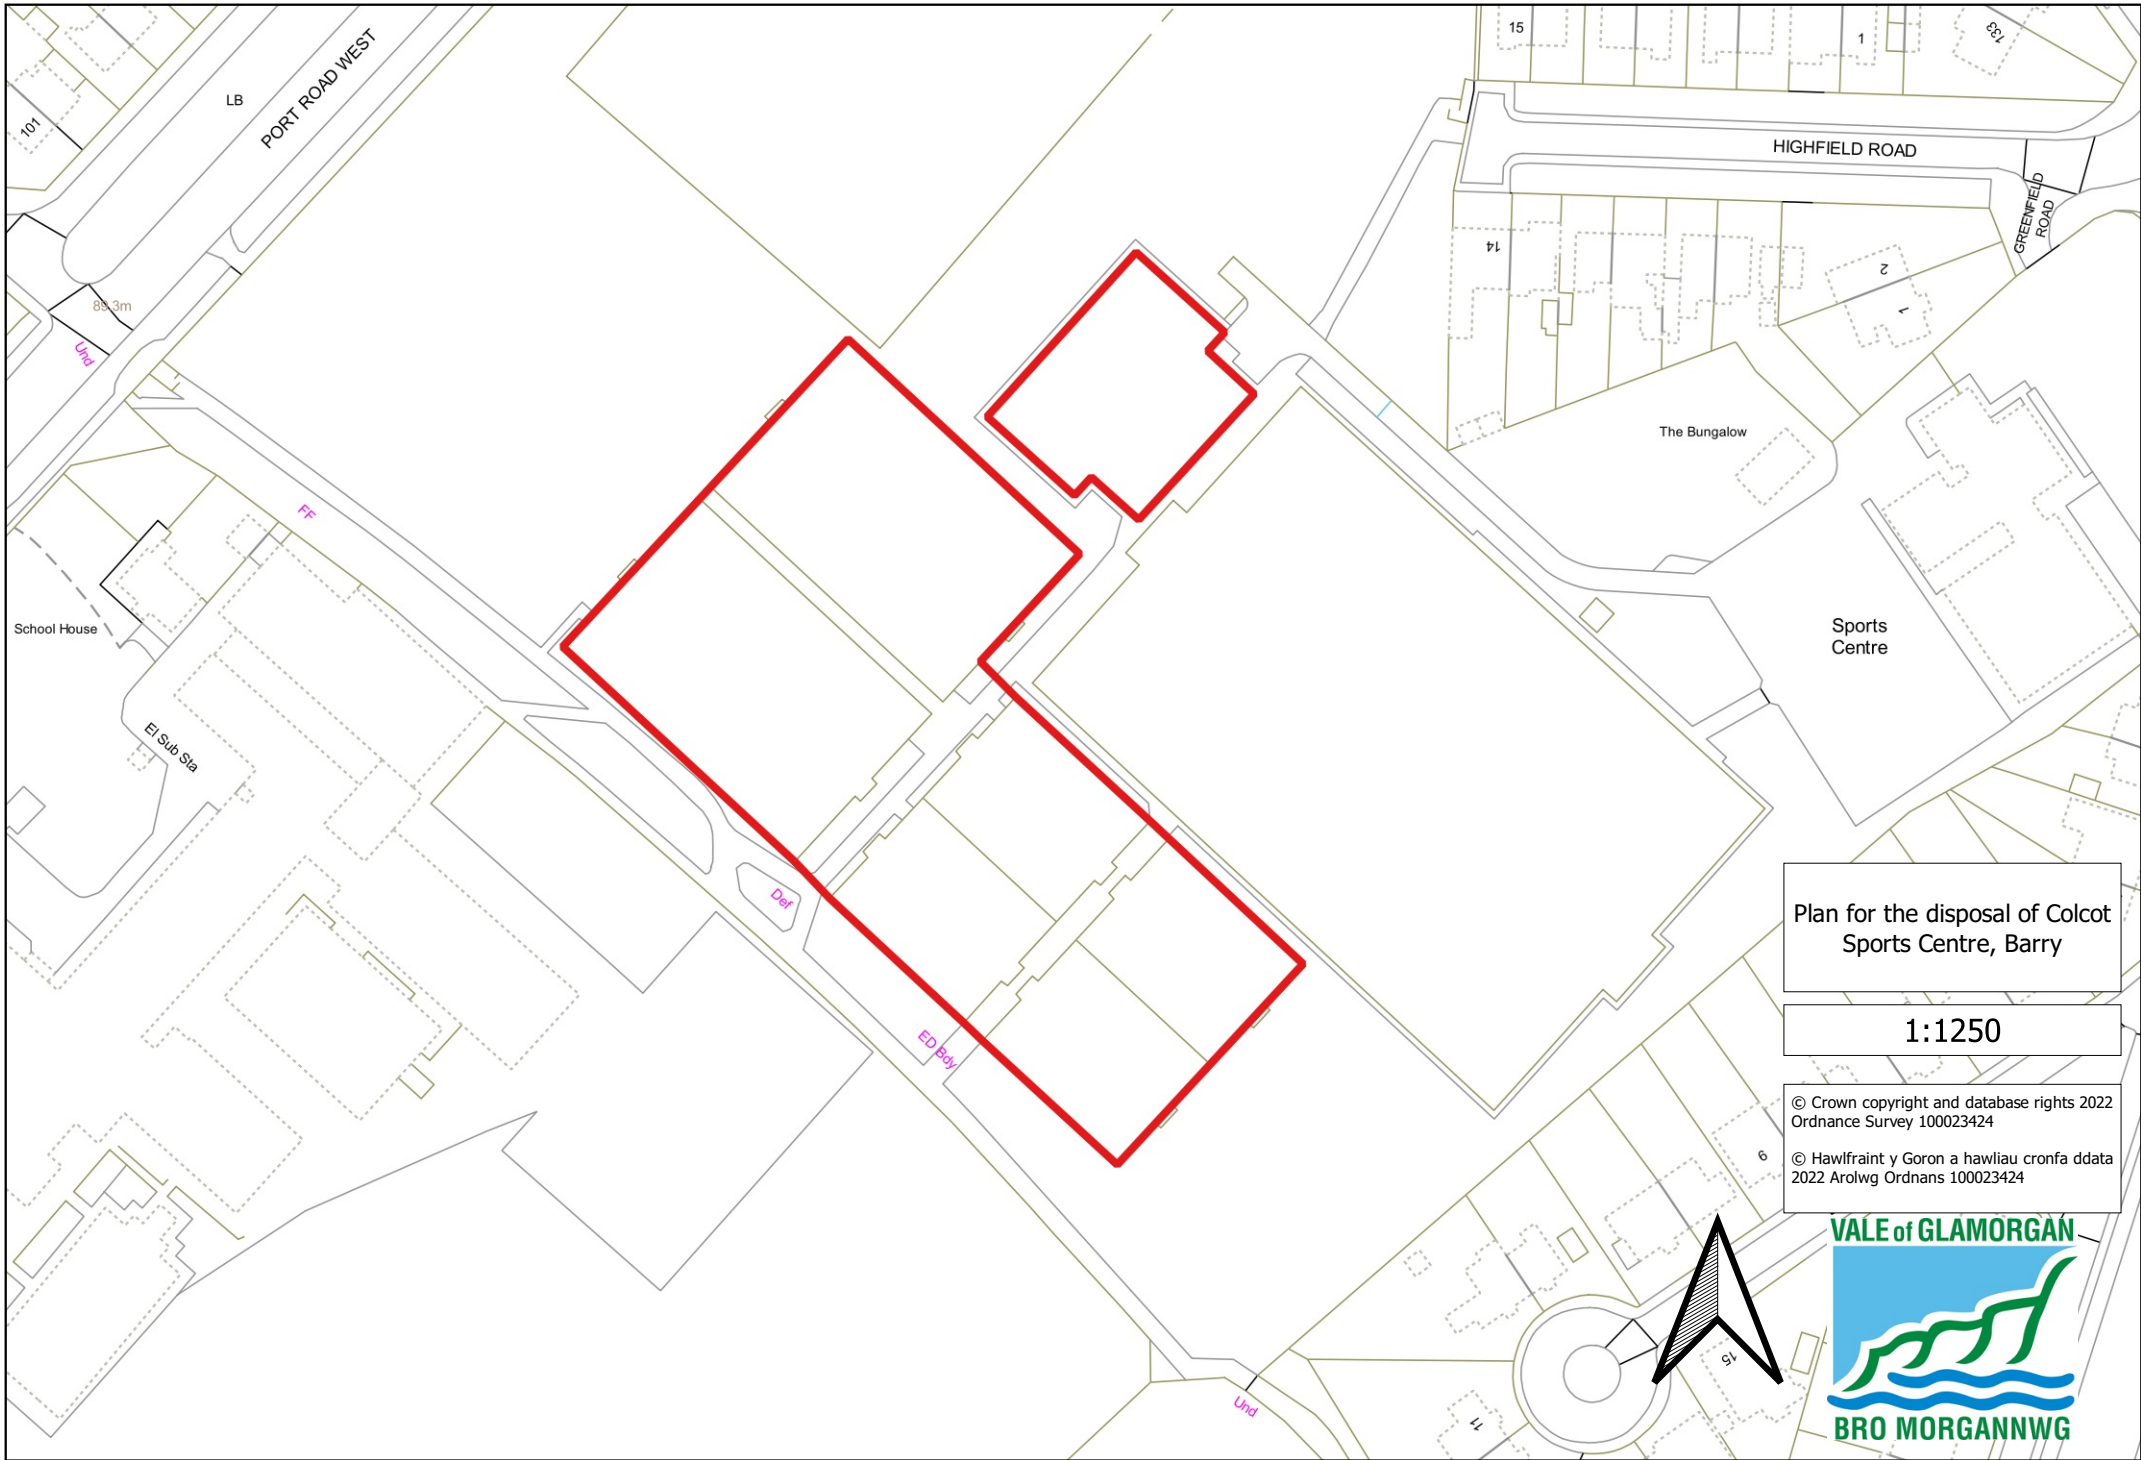 15
1
133
LB
PORT ROAD WEST
101
HIGHFIELD ROAD
GREENFIELD
ROAD
14
2
1
89.3m
Und
The Bungalow
FF
School House
Sports
Centre
El Sub Sta
Def
ED Bdy
Plan for the disposal of Colcot
Sports Centre, Barry
1:1250
© Crown copyright and database rights 2022
Ordnance Survey 100023424
© Hawlfraint y Goron a hawliau cronfa ddata
2022 Arolwg Ordnans 100023424
9
VALE of GLAMORGAN
15
11
Und
BRO MORGANNWG